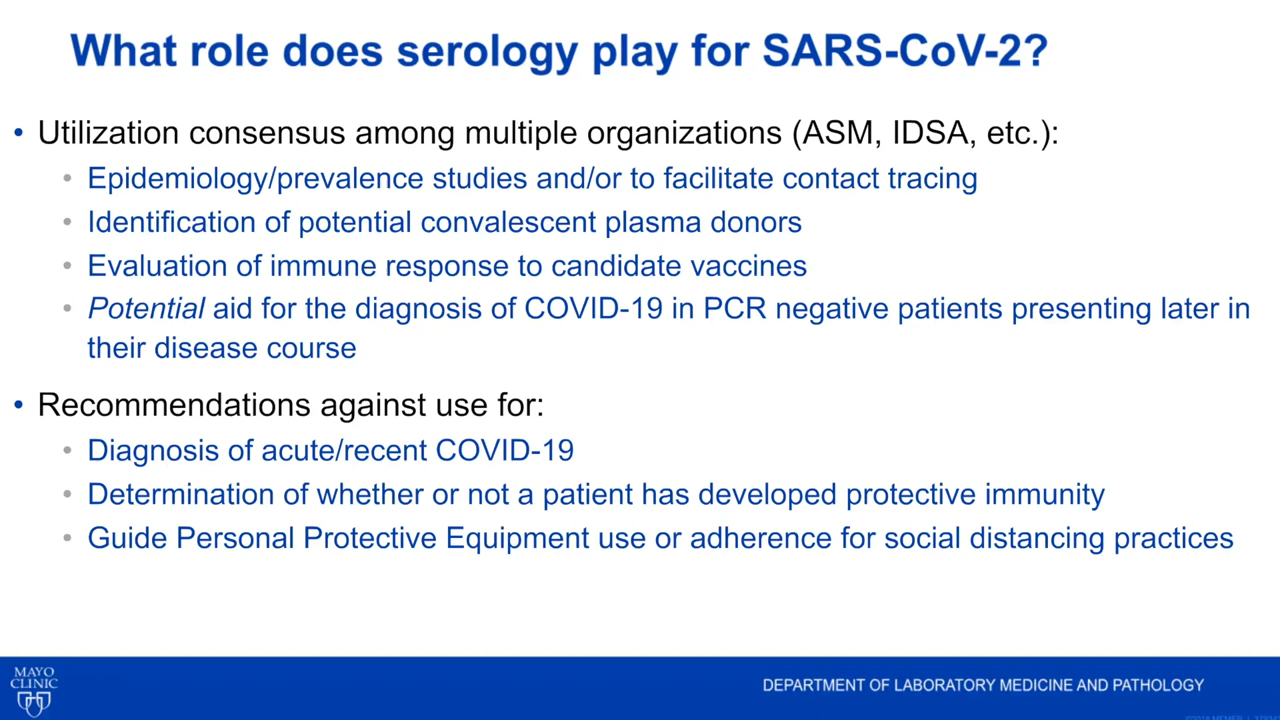 What role does serology play for SARS-CoV-2?
• Utilization consensus among multiple organizations (ASM, IDSA, etc.):
• Epidemiology/prevalence studies and/or to facilitate contact tracing
• Identification of potential convalescent plasma donors
• Evaluation of immune response to candidate vaccines
• Potential aid for the diagnosis of COVID-19 in PCR negative patients presenting later in
their disease course
• Recommendations against use for:
• Diagnosis of acute/recent COVID-19
• Determination of whether or not a patient has developed protective immunity
• Guide Personal Protective Equipment use or adherence for social distancing practices
MAYO
CLINIC
DEPARTMENT OF LABORATORY MEDICINE AND PATHOLOGY